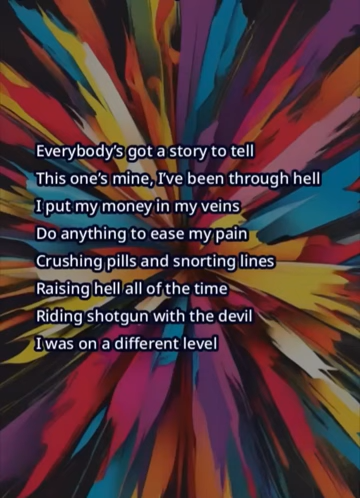 Everybody’s got a story to tell
This one’s mine, I’ve been through hell
I put my money in my veins
Do anything to ease my pain
Crushing pills and snorting lines
Raising hell all of the time
Riding shotgun with the devil
I was on a different level